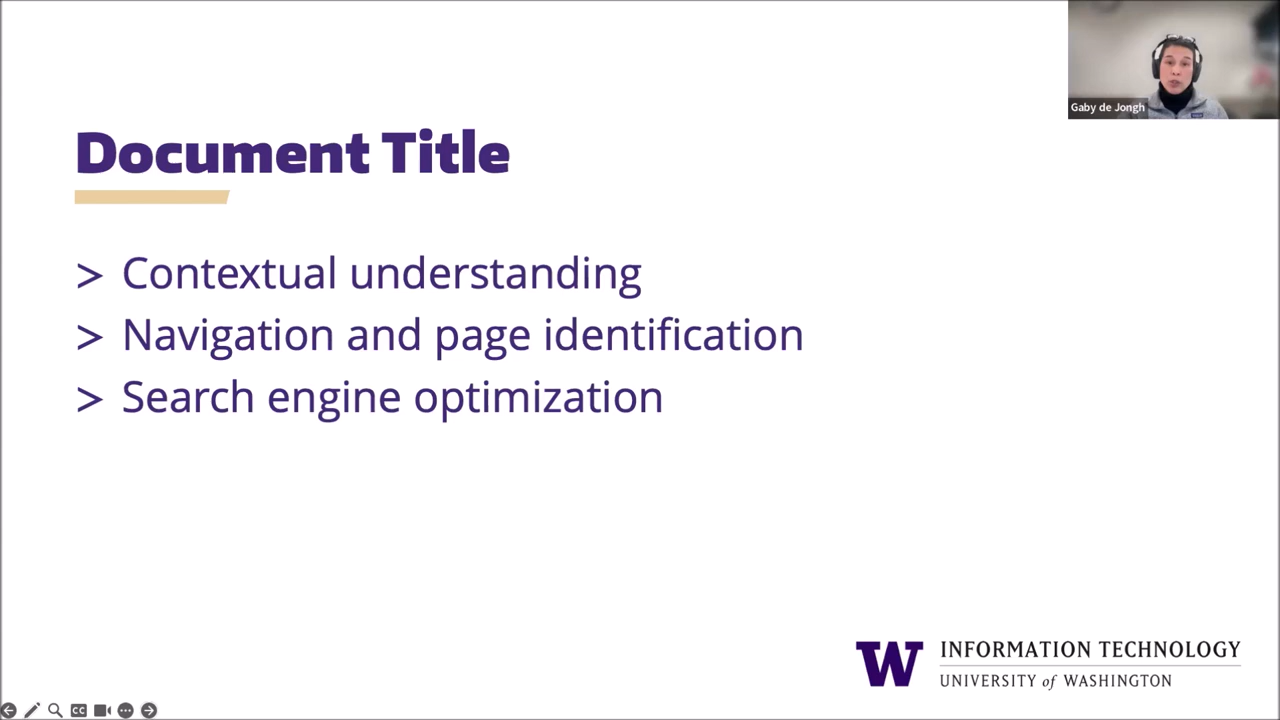 Gaby de Jongh
Document Title
> Contextual understanding
> Navigation and page identification
> Search engine optimization
W INFORMATION TECHNOLOGY
UNIVERSITY of WASHINGTON
CC